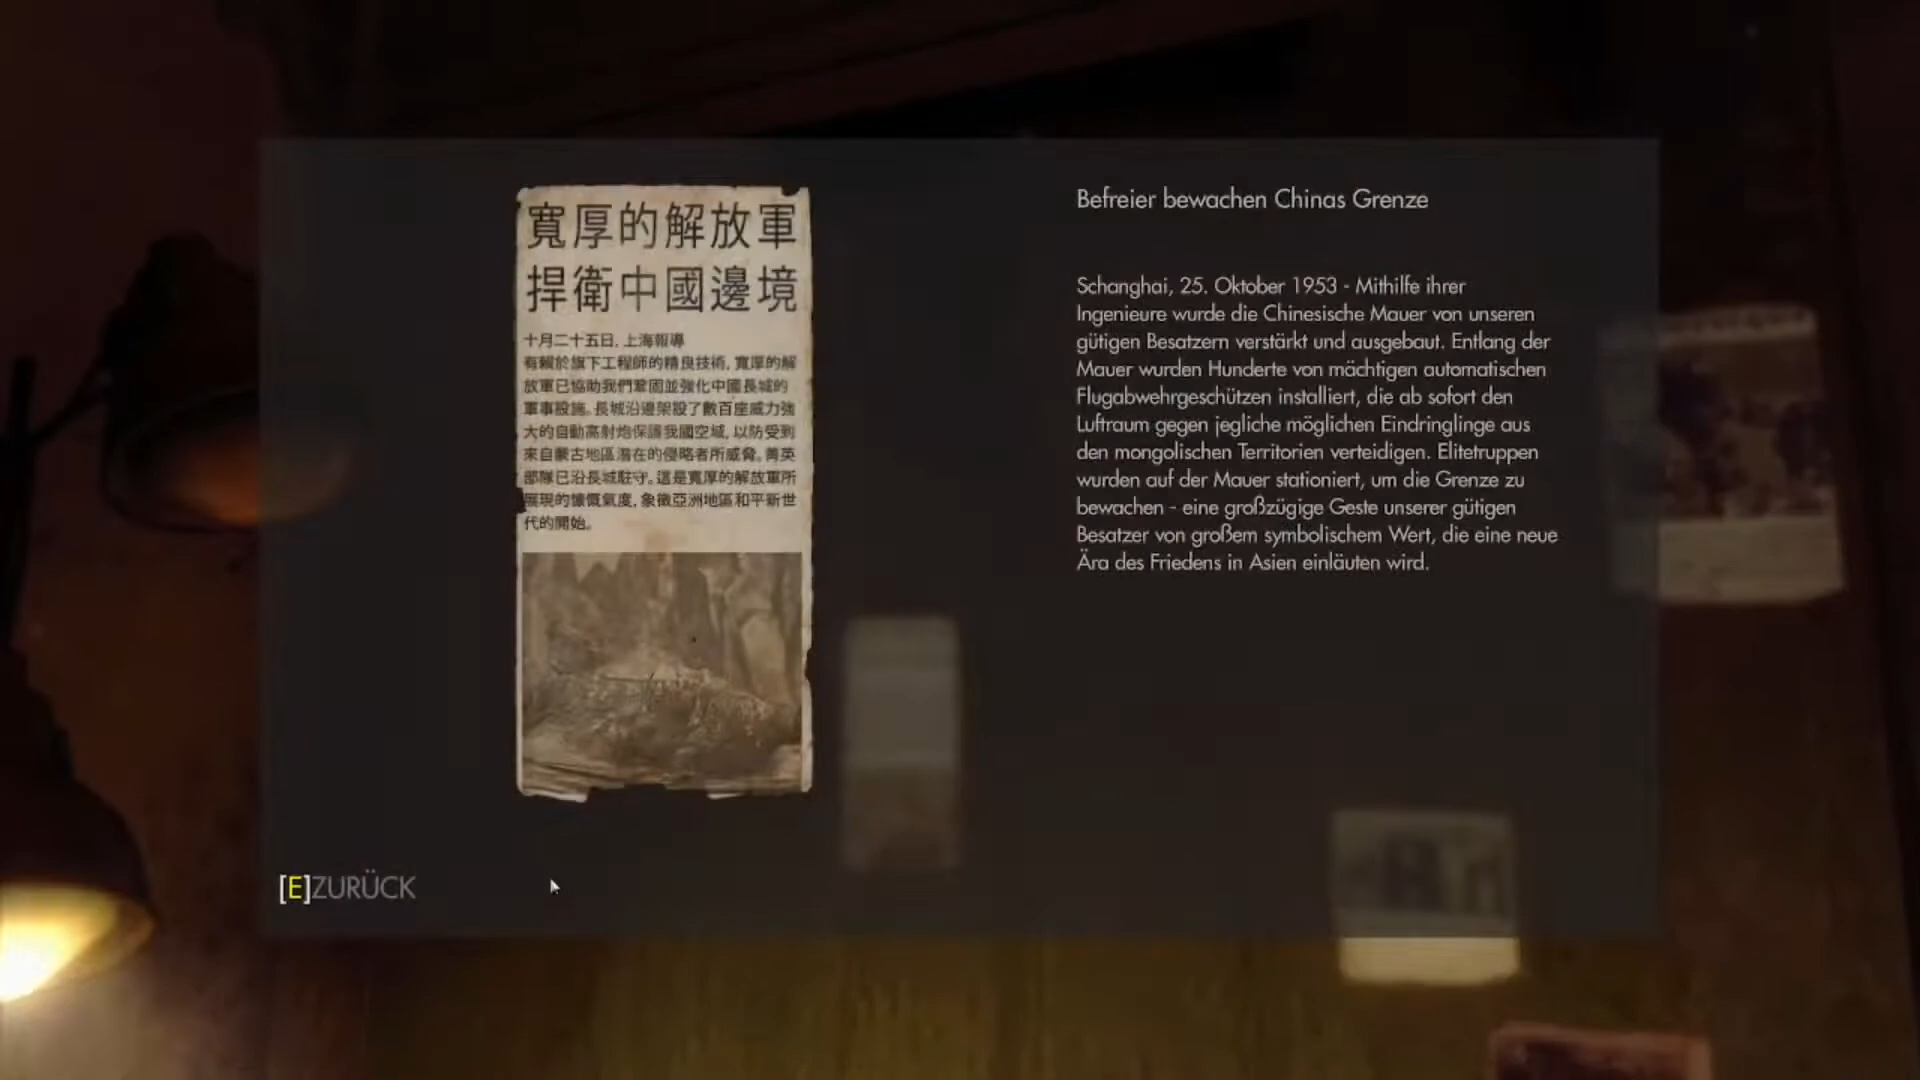 寬厚的解放軍
捍衛中國邊境
十月二十五日, 上海報導
有賴於旗下工程師的精良技術, 寬厚的解
放軍已協助我們鞏固並強化中國長城的
軍事設施。長城沿邊架設了數百座威力強
大的自動高射炮保護我國空域, 以防受到
來自蒙古地區潛在的侵略者所威脅。菁英
部隊已沿長城駐守。這是寬厚的解放軍所
展現的慷慨氣度, 象徵亞洲地區和平新世
代的開始。
Befreier bewachen Chinas Grenze
Schanghai, 25. Oktober 1953 - Mithilfe ihrer
Ingenieure wurde die Chinesische Mauer von unseren
gütigen Besatzern verstärkt und ausgebaut. Entlang der
Mauer wurden Hunderte von mächtigen automatischen
Flugabwehrgeschützen installiert, die ab sofort den
Luftraum gegen jegliche möglichen Eindringlinge aus
den mongolischen Territorien verteidigen. Elitetruppen
wurden auf der Mauer stationiert, um die Grenze zu
bewachen - eine großzügige Geste unserer gütigen
Besatzer von großem symbolischem Wert, die eine neue
Ära des Friedens in Asien einläuten wird.
[E]ZURÜCK